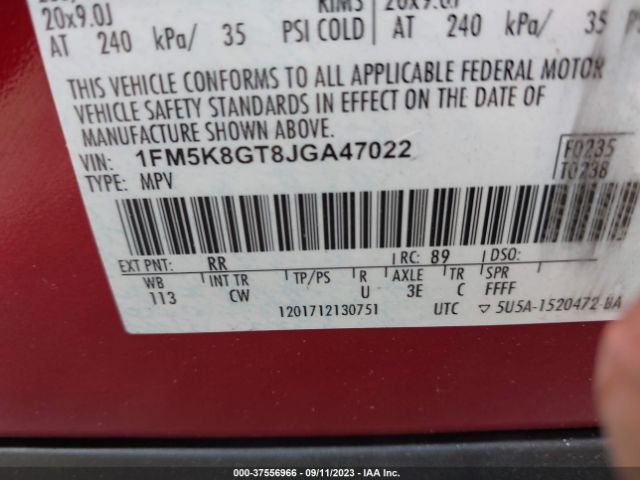 20x9.0J RIMS 20x9.0J
AT 240 kPa/ 35 PSI COLD AT 240 kPa/ 35
THIS VEHICLE CONFORMS TO ALL APPLICABLE FEDERAL MOTOR
VEHICLE SAFETY STANDARDS IN EFFECT ON THE DATE OF
MANUFACTURE SHOWN ABOVE.
VIN: 1FM5K8GT8JGA47022
TYPE: MPV
F0235
T0238
EXT PNT: RR RC: 89 DSO:
WB INT TR TP/PS R AXLE TR SPR
113 CW U 3E C FFFF
1201712130751 UTC ▽ 5U5A-1520472-BA
000-37556966 - 09/11/2023 - IAA Inc.